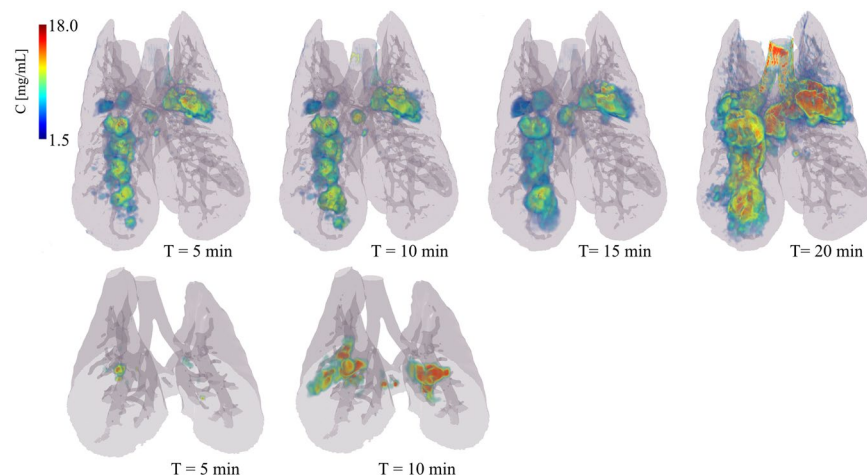 18.0
C [mg/mL]
1.5
T = 5 min
T = 10 min
T = 15 min
T= 20 min
T = 5 min
T = 10 min